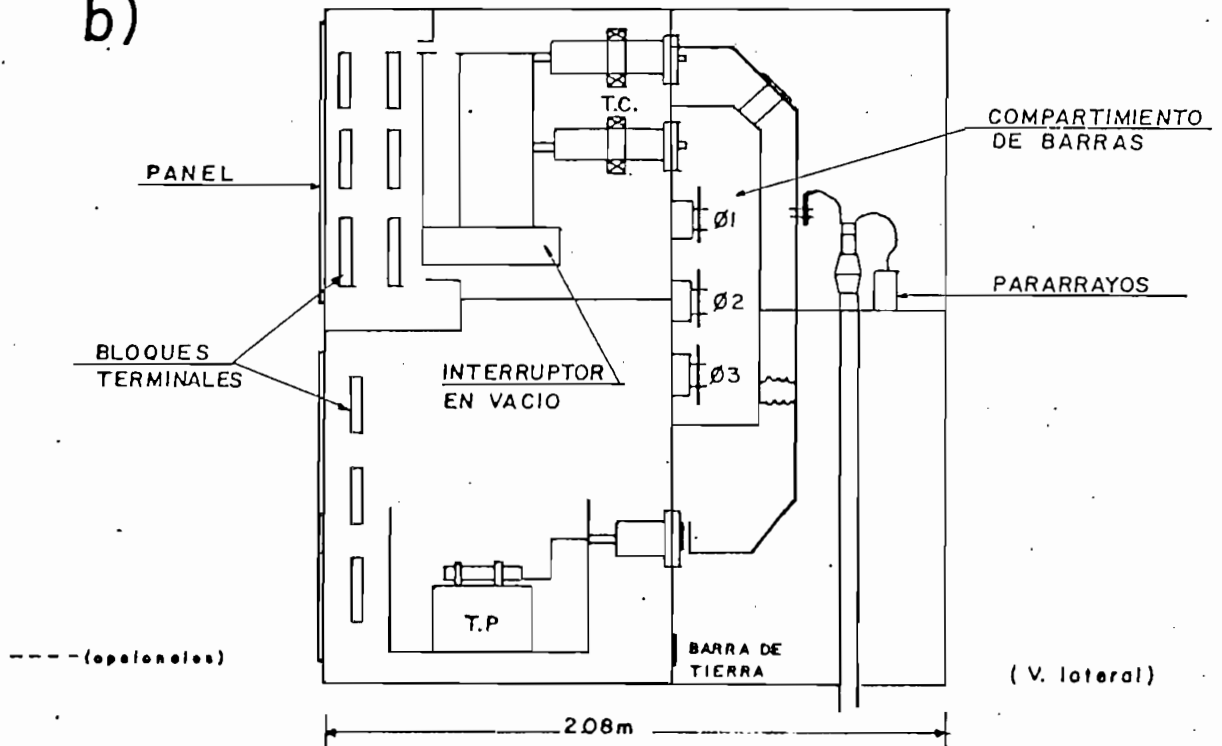 b)
T.C.
COMPARTIMIENTO
DE BARRAS
PANEL
Ø1
PARARRAYOS
Ø2
BLOQUES
TERMINALES
INTERRUPTOR
EN VACIO
Ø3
T.P
BARRA DE
TIERRA
----(opcionales)
(V. lateral)
2.08m